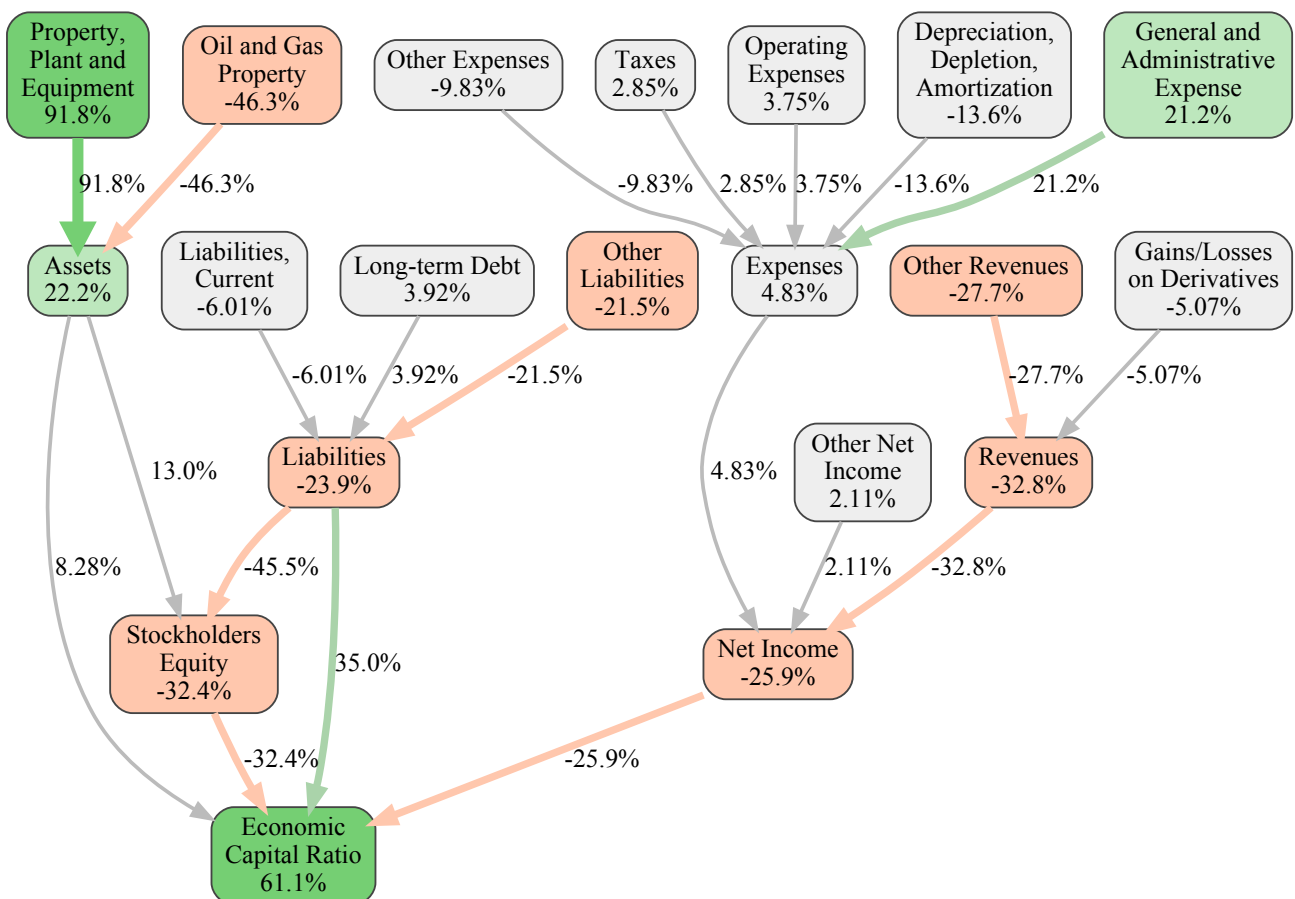 Property,
Plant and
Equipment
91.8%
Oil and Gas
Property
-46.3%
Other Expenses
-9.83%
Taxes
2.85%
Operating
Expenses
3.75%
Depreciation,
Depletion,
Amortization
-13.6%
General and
Administrative
Expense
21.2%
91.8%
-46.3%
-9.83%
2.85%
3.75%
-13.6%
21.2%
Assets
22.2%
Liabilities,
Current
-6.01%
Long-term Debt
3.92%
Other
Liabilities
-21.5%
Expenses
4.83%
Other Revenues
-27.7%
Gains/Losses
on Derivatives
-5.07%
-6.01%
3.92%
-21.5%
-27.7%
-5.07%
13.0%
Liabilities
-23.9%
4.83%
Other Net
Income
2.11%
Revenues
-32.8%
8.28%
-45.5%
2.11%
-32.8%
Stockholders
Equity
-32.4%
35.0%
Net Income
-25.9%
-32.4%
-25.9%
Economic
Capital Ratio
61.1%